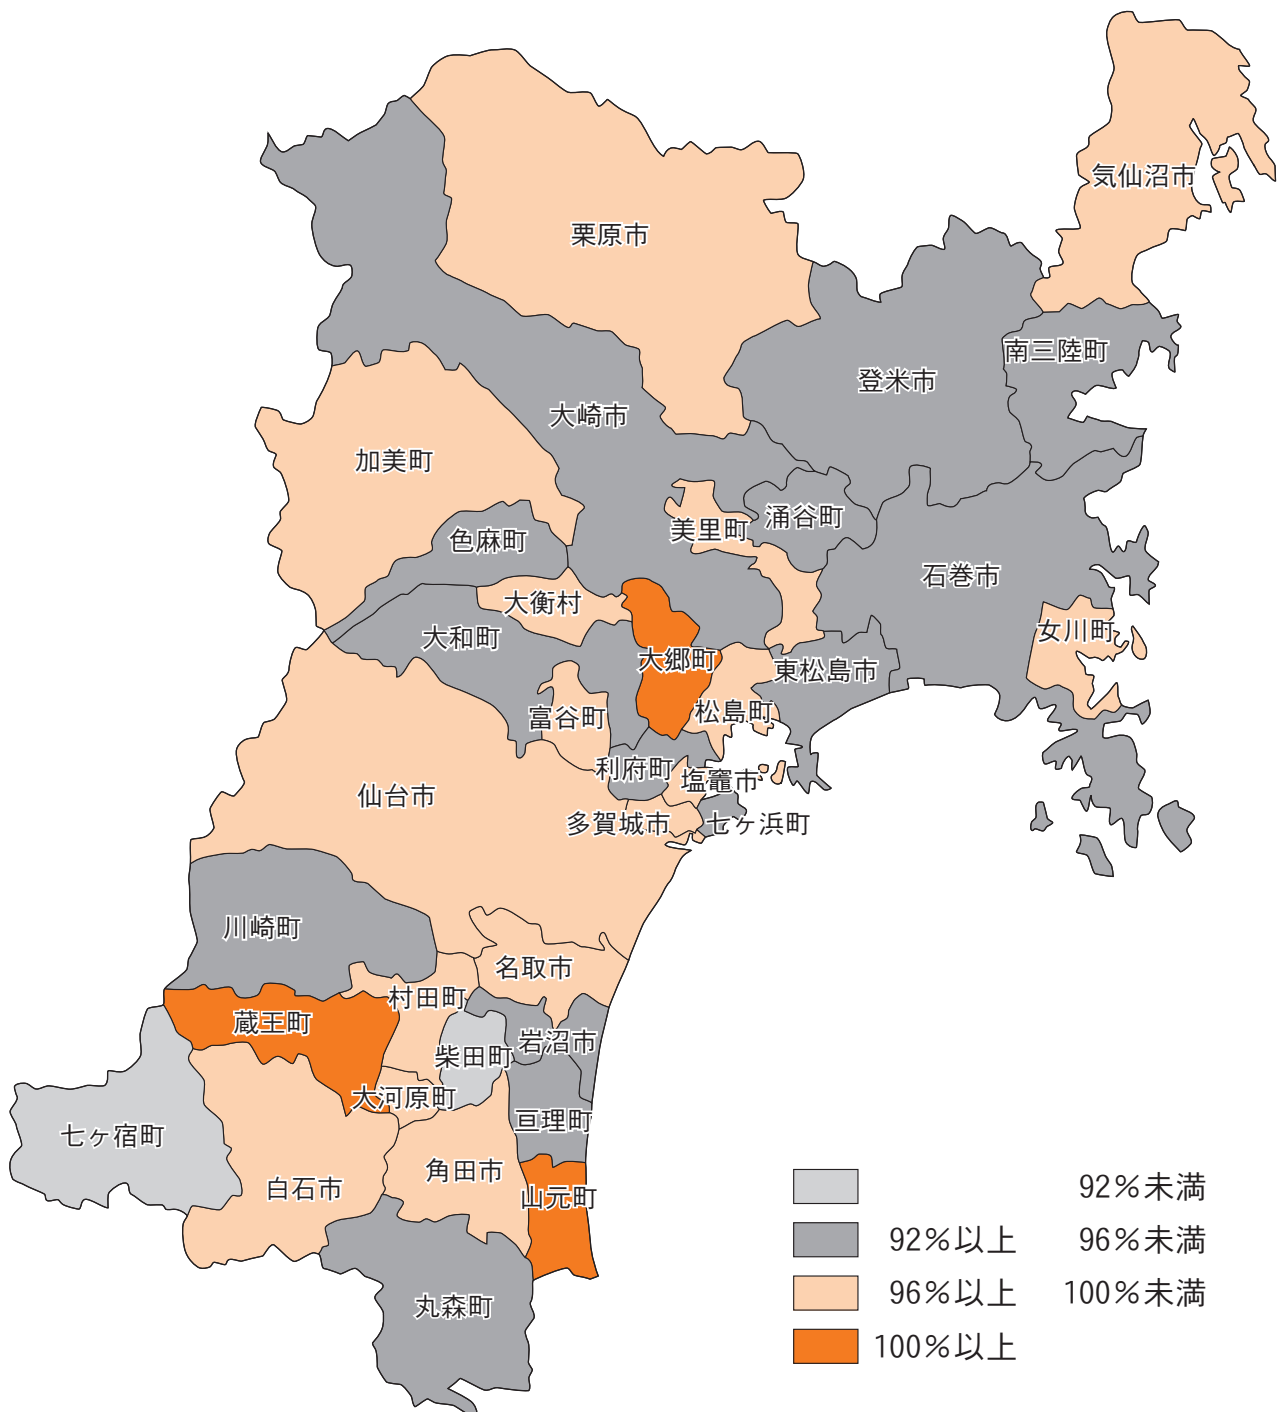 気仙沼市
栗原市
南三陸町
登米市
大崎市
加美町
涌谷町
美里町
色麻町
石巻市
大衡村
女川町
大和町
大郷町
東松島市
松島町
富谷町
利府町
塩竈市
仙台市
多賀城市
七ヶ浜町
川崎町
名取市
村田町
蔵王町
岩沼市
柴田町
大河原町
亘理町
七ヶ宿町
角田市
白石市
山元町
丸森町
92%未満
92%以上 96%未満
96%以上 100%未満
100%以上